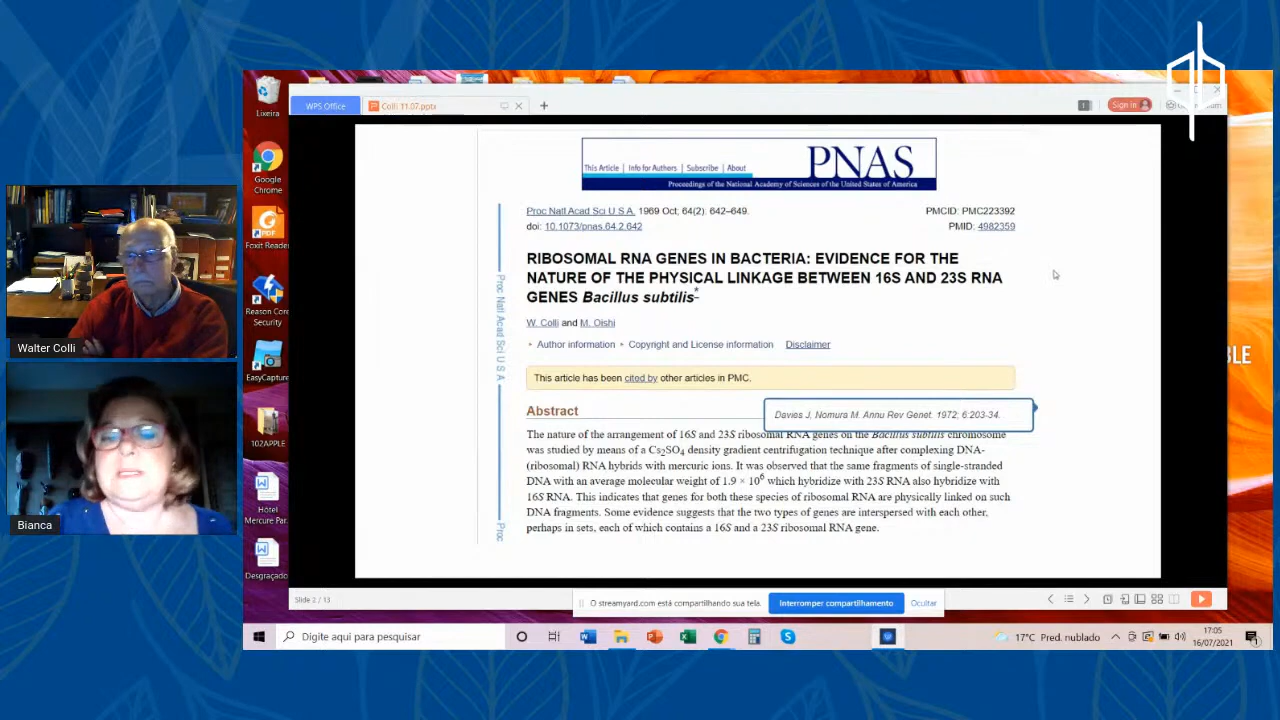 Lixeira
Google
Chrome
Foxit Reader
Reason Core
Security
EasyCapture
102APPLE
Hotel
Mercure Par...
Desgraçado
WPS Office
Colli 11.07.pptx
Sign in
This Article | Info for Authors | Subscribe | About
PNAS
Proceedings of the National Academy of Sciences of the United States of America
Proc Natl Acad Sci U S A. 1969 Oct; 64(2): 642–649.
PMCID: PMC223392
doi: 10.1073/pnas.64.2.642
PMID: 4982359
RIBOSOMAL RNA GENES IN BACTERIA: EVIDENCE FOR THE
NATURE OF THE PHYSICAL LINKAGE BETWEEN 16S AND 23S RNA
GENES Bacillus subtilis*
W. Colli and M. Oishi
Author information Copyright and License information Disclaimer
This article has been cited by other articles in PMC.
Abstract
Davies J, Nomura M. Annu Rev Genet. 1972; 6:203-34.
The nature of the arrangement of 16S and 23S ribosomal RNA genes on the Bacillus subtilis chromosome
was studied by means of a Cs₂SO₄ density gradient centrifugation technique after complexing DNA-
(ribosomal) RNA hybrids with mercuric ions. It was observed that the same fragments of single-stranded
DNA with an average molecular weight of 1.9 × 10⁶ which hybridize with 23S RNA also hybridize with
16S RNA. This indicates that genes for both these species of ribosomal RNA are physically linked on such
DNA fragments. Some evidence suggests that the two types of genes are interspersed with each other,
perhaps in sets, each of which contains a 16S and a 23S ribosomal RNA gene.
Proc Natl Acad Sci U S A
Proc
Walter Colli
Bianca
BLE
Slide 2 / 13
O streamyard.com está compartilhando sua tela.
Interromper compartilhamento
Ocultar
Digite aqui para pesquisar
17°C Pred. nublado
17:05
16/07/2021